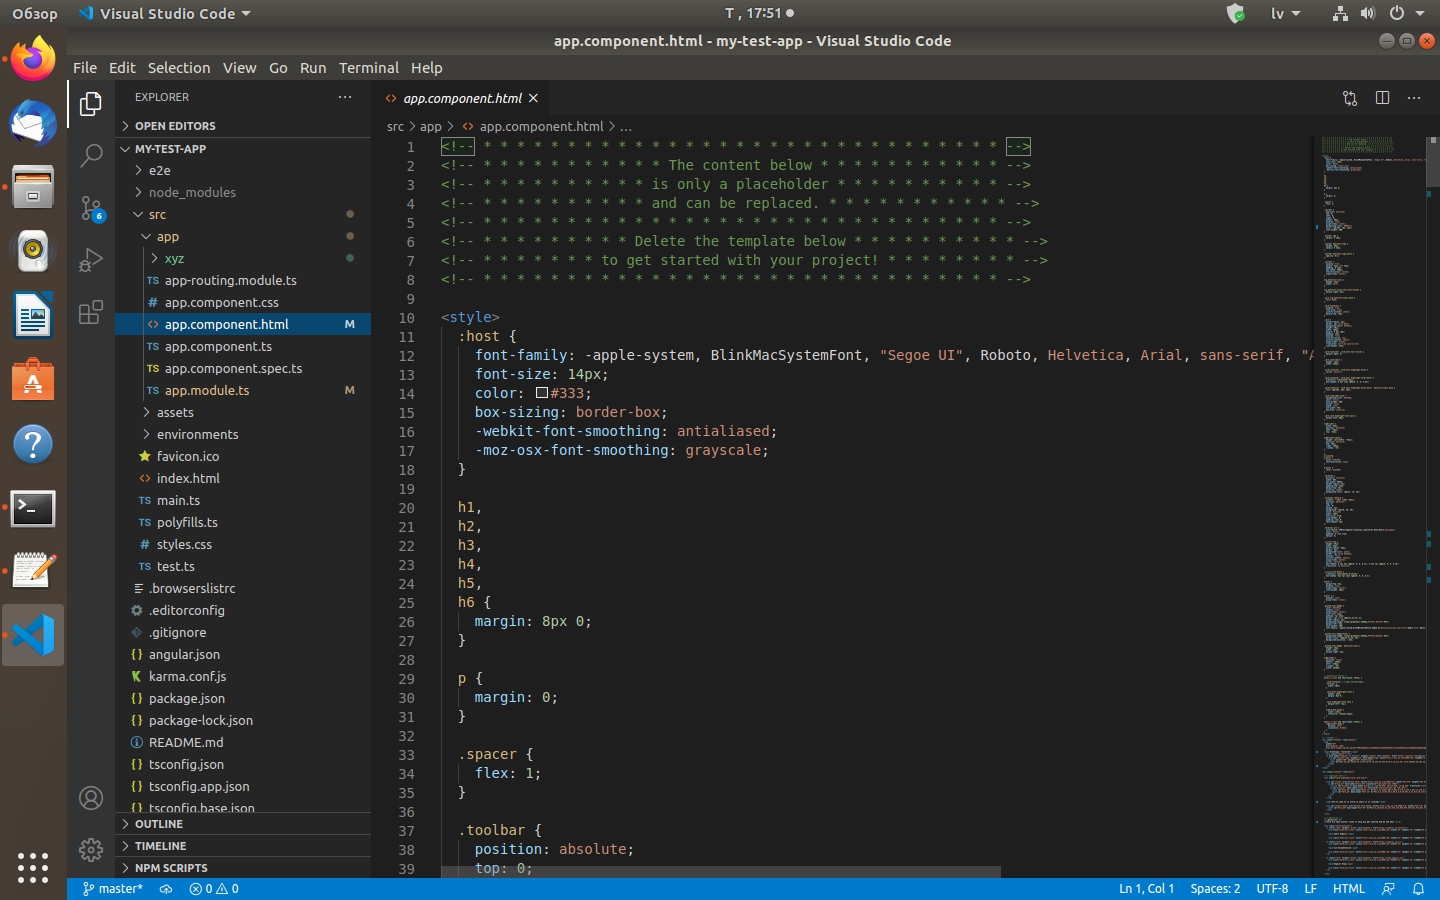 Обзор
Visual Studio Code
Т , 17:51
lv
app.component.html - my-test-app - Visual Studio Code
File Edit Selection View Go Run Terminal Help
EXPLORER
OPEN EDITORS
MY-TEST-APP
e2e
node_modules
src
app
xyz
TS app-routing.module.ts
# app.component.css
<> app.component.html M
TS app.component.ts
TS app.component.spec.ts
TS app.module.ts M
assets
environments
favicon.ico
<> index.html
TS main.ts
TS polyfills.ts
# styles.css
TS test.ts
.browserslistrc
.editorconfig
.gitignore
{} angular.json
karma.conf.js
{} package.json
{} package-lock.json
README.md
{} tsconfig.json
{} tsconfig.app.json
{} tsconfig.base.json
OUTLINE
TIMELINE
NPM SCRIPTS
6
<> app.component.html
src > app > <> app.component.html > ...
1 <!-- * * * * * * * * * * * * * * * * * * * * * * * * * * * * * * * -->
2 <!-- * * * * * * * * * * * The content below * * * * * * * * * * * -->
3 <!-- * * * * * * * * * * is only a placeholder * * * * * * * * * * -->
4 <!-- * * * * * * * * * * and can be replaced. * * * * * * * * * * * -->
5 <!-- * * * * * * * * * * * * * * * * * * * * * * * * * * * * * * * -->
6 <!-- * * * * * * * * * Delete the template below * * * * * * * * * * -->
7 <!-- * * * * * * * to get started with your project! * * * * * * * * -->
8 <!-- * * * * * * * * * * * * * * * * * * * * * * * * * * * * * * * -->
9
10 <style>
11 :host {
12 font-family: -apple-system, BlinkMacSystemFont, "Segoe UI", Roboto, Helvetica, Arial, sans-serif, "A
13 font-size: 14px;
14 color: #333;
15 box-sizing: border-box;
16 -webkit-font-smoothing: antialiased;
17 -moz-osx-font-smoothing: grayscale;
18 }
19
20 h1,
21 h2,
22 h3,
23 h4,
24 h5,
25 h6 {
26 margin: 8px 0;
27 }
28
29 p {
30 margin: 0;
31 }
32
33 .spacer {
34 flex: 1;
35 }
36
37 .toolbar {
38 position: absolute;
39 top: 0;
master* 0 0
Ln 1, Col 1 Spaces: 2 UTF-8 LF HTML